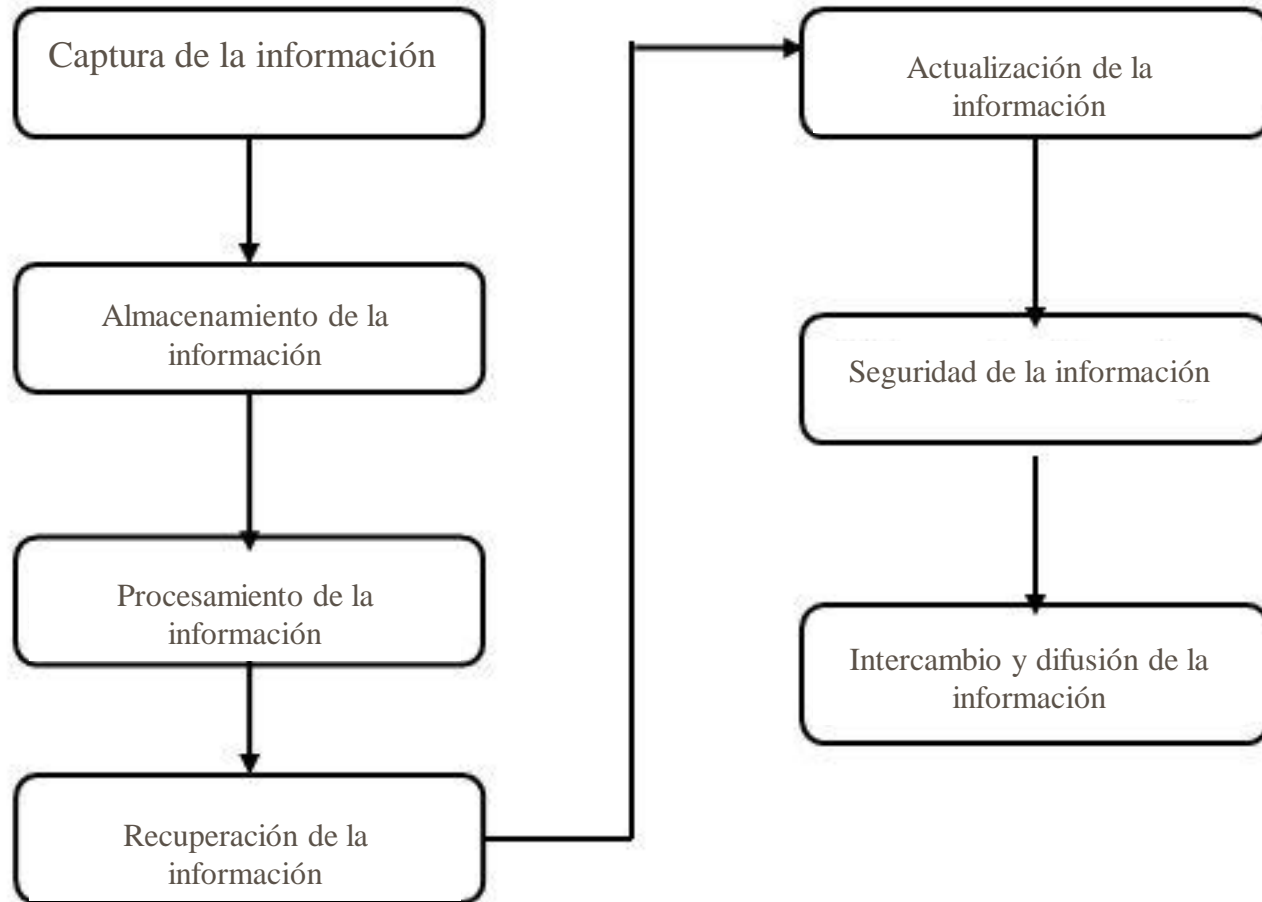 Captura de la información
Almacenamiento de la
información
Procesamiento de la
información
Recuperación de la
información
Actualización de la
información
Seguridad de la información
Intercambio y difusión de la
información